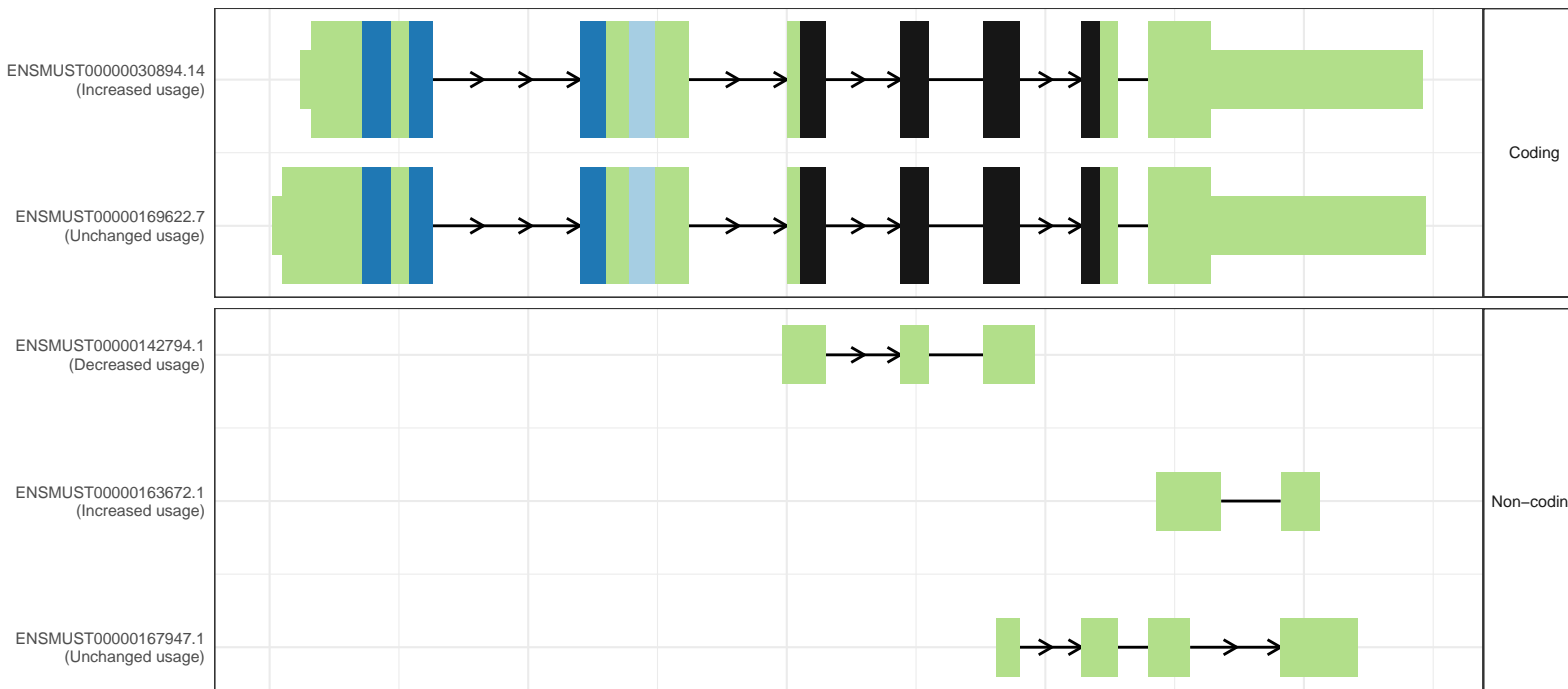 ENSMUST00000030894.14
(Increased usage)
Coding
ENSMUST00000169622.7
(Unchanged usage)
ENSMUST00000142794.1
(Decreased usage)
ENSMUST00000163672.1
(Increased usage)
Non−codin
ENSMUST00000167947.1
(Unchanged usage)